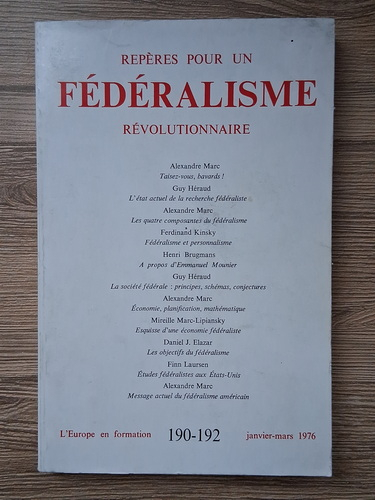 REPÈRES POUR UN
FÉDÉRALISME
RÉVOLUTIONNAIRE
Alexandre Marc
Taisez-vous, bavards !
Guy Héraud
L'état actuel de la recherche fédéraliste
Alexandre Marc
Les quatre composantes du fédéralisme
Ferdinand Kinsky
Fédéralisme et personnalisme
Henri Brugmans
A propos d'Emmanuel Mounier
Guy Héraud
La société fédérale : principes, schémas, conjectures
Alexandre Marc
Économie, planification, mathématique
Mireille Marc-Lipiansky
Esquisse d'une économie fédéraliste
Daniel J. Elazar
Les objectifs du fédéralisme
Finn Laursen
Études fédéralistes aux États-Unis
Alexandre Marc
Message actuel du fédéralisme américain
L'Europe en formation 190-192 janvier-mars 1976